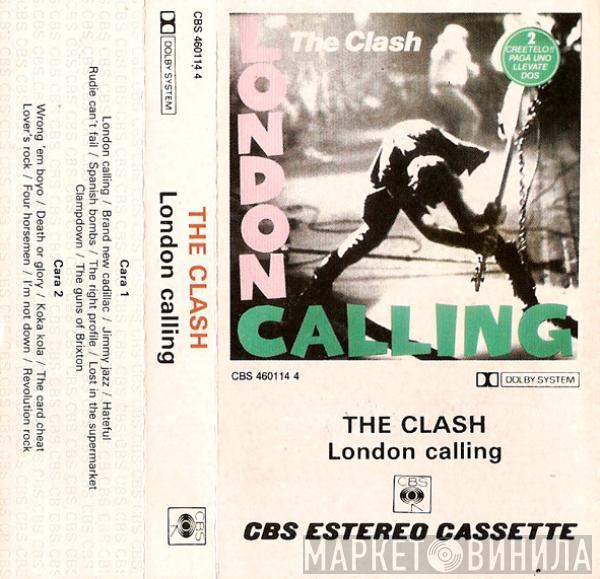 London calling / Brand new cadillac / Jimmy jazz / Hateful
Rudie can't fail / Spanish bombs / The right profile / Lost in the supermarket
Clampdown / The guns of Brixton
Cara 1
Wrong 'em boyo / Death or glory / Koka kola / The card cheat
Lover's rock / Four horsemen / I'm not down / Revolution rock
Cara 2
CBS 460114 4
DOLBY SYSTEM
THE CLASH
London calling
CBS
The Clash
LONDON
CALLING
2
CREETELO!!
PAGA UNO
LLEVATE
DOS
CBS 460114 4
DOLBY SYSTEM
THE CLASH
London calling
CBS
CBS ESTEREO CASSETTE
МАРКЕТ ВИНИЛА